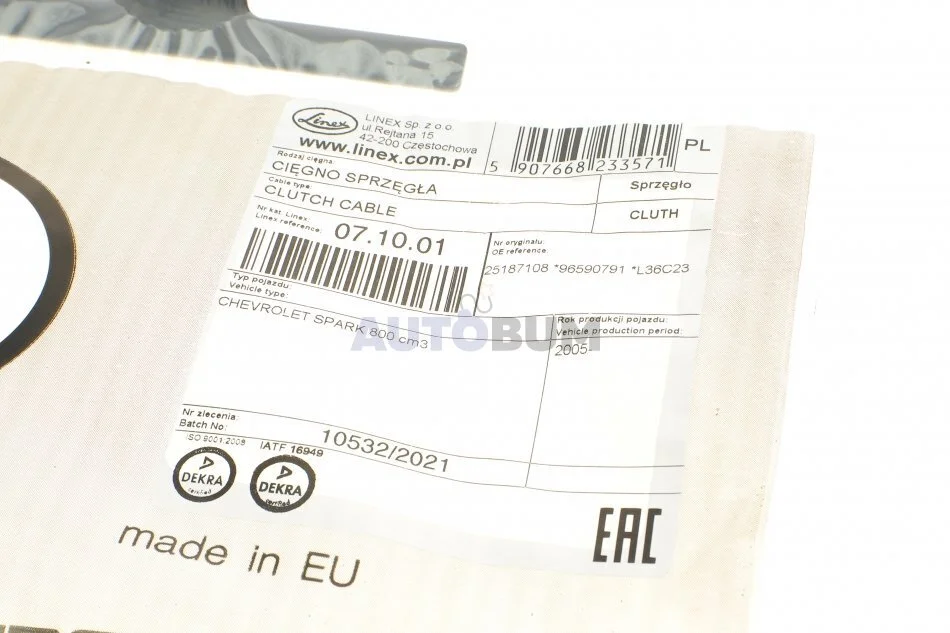 Linex
LINEX Sp. z o.o.
ul.Rejtana 15
42-200 Częstochowa
www.linex.com.pl
5 907668 233571
PL
Rodzaj cięgna:
CIĘGNO SPRZĘGŁA
Sprzęgło
Cable type:
CLUTCH CABLE
CLUTH
Nr kat. Linex:
Linex reference:
07.10.01
Nr oryginału:
OE reference:
25187108 *96590791 *L36C23
Typ pojazdu:
Vehicle type:
CHEVROLET SPARK 800 cm3
Rok produkcji pojazdu:
Vehicle production period:
2005-
AUTOBUM
Nr zlecenia:
Batch No:
10532/2021
ISO 9001:2008
IATF 16949
DEKRA
certified
DEKRA
certified
EAC
made in EU